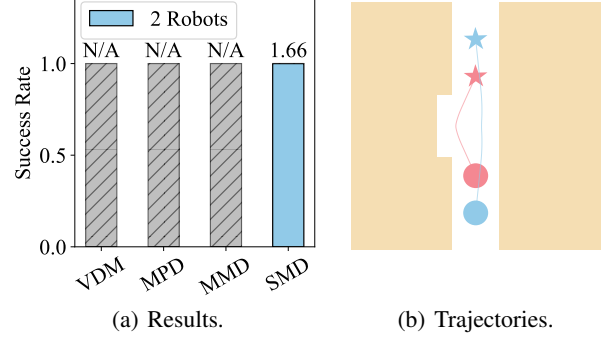 2 Robots
N/A N/A N/A 1.66
1.0
0.5
0.0
Success Rate
VDM MPD MMD SMD
(a) Results.
(b) Trajectories.